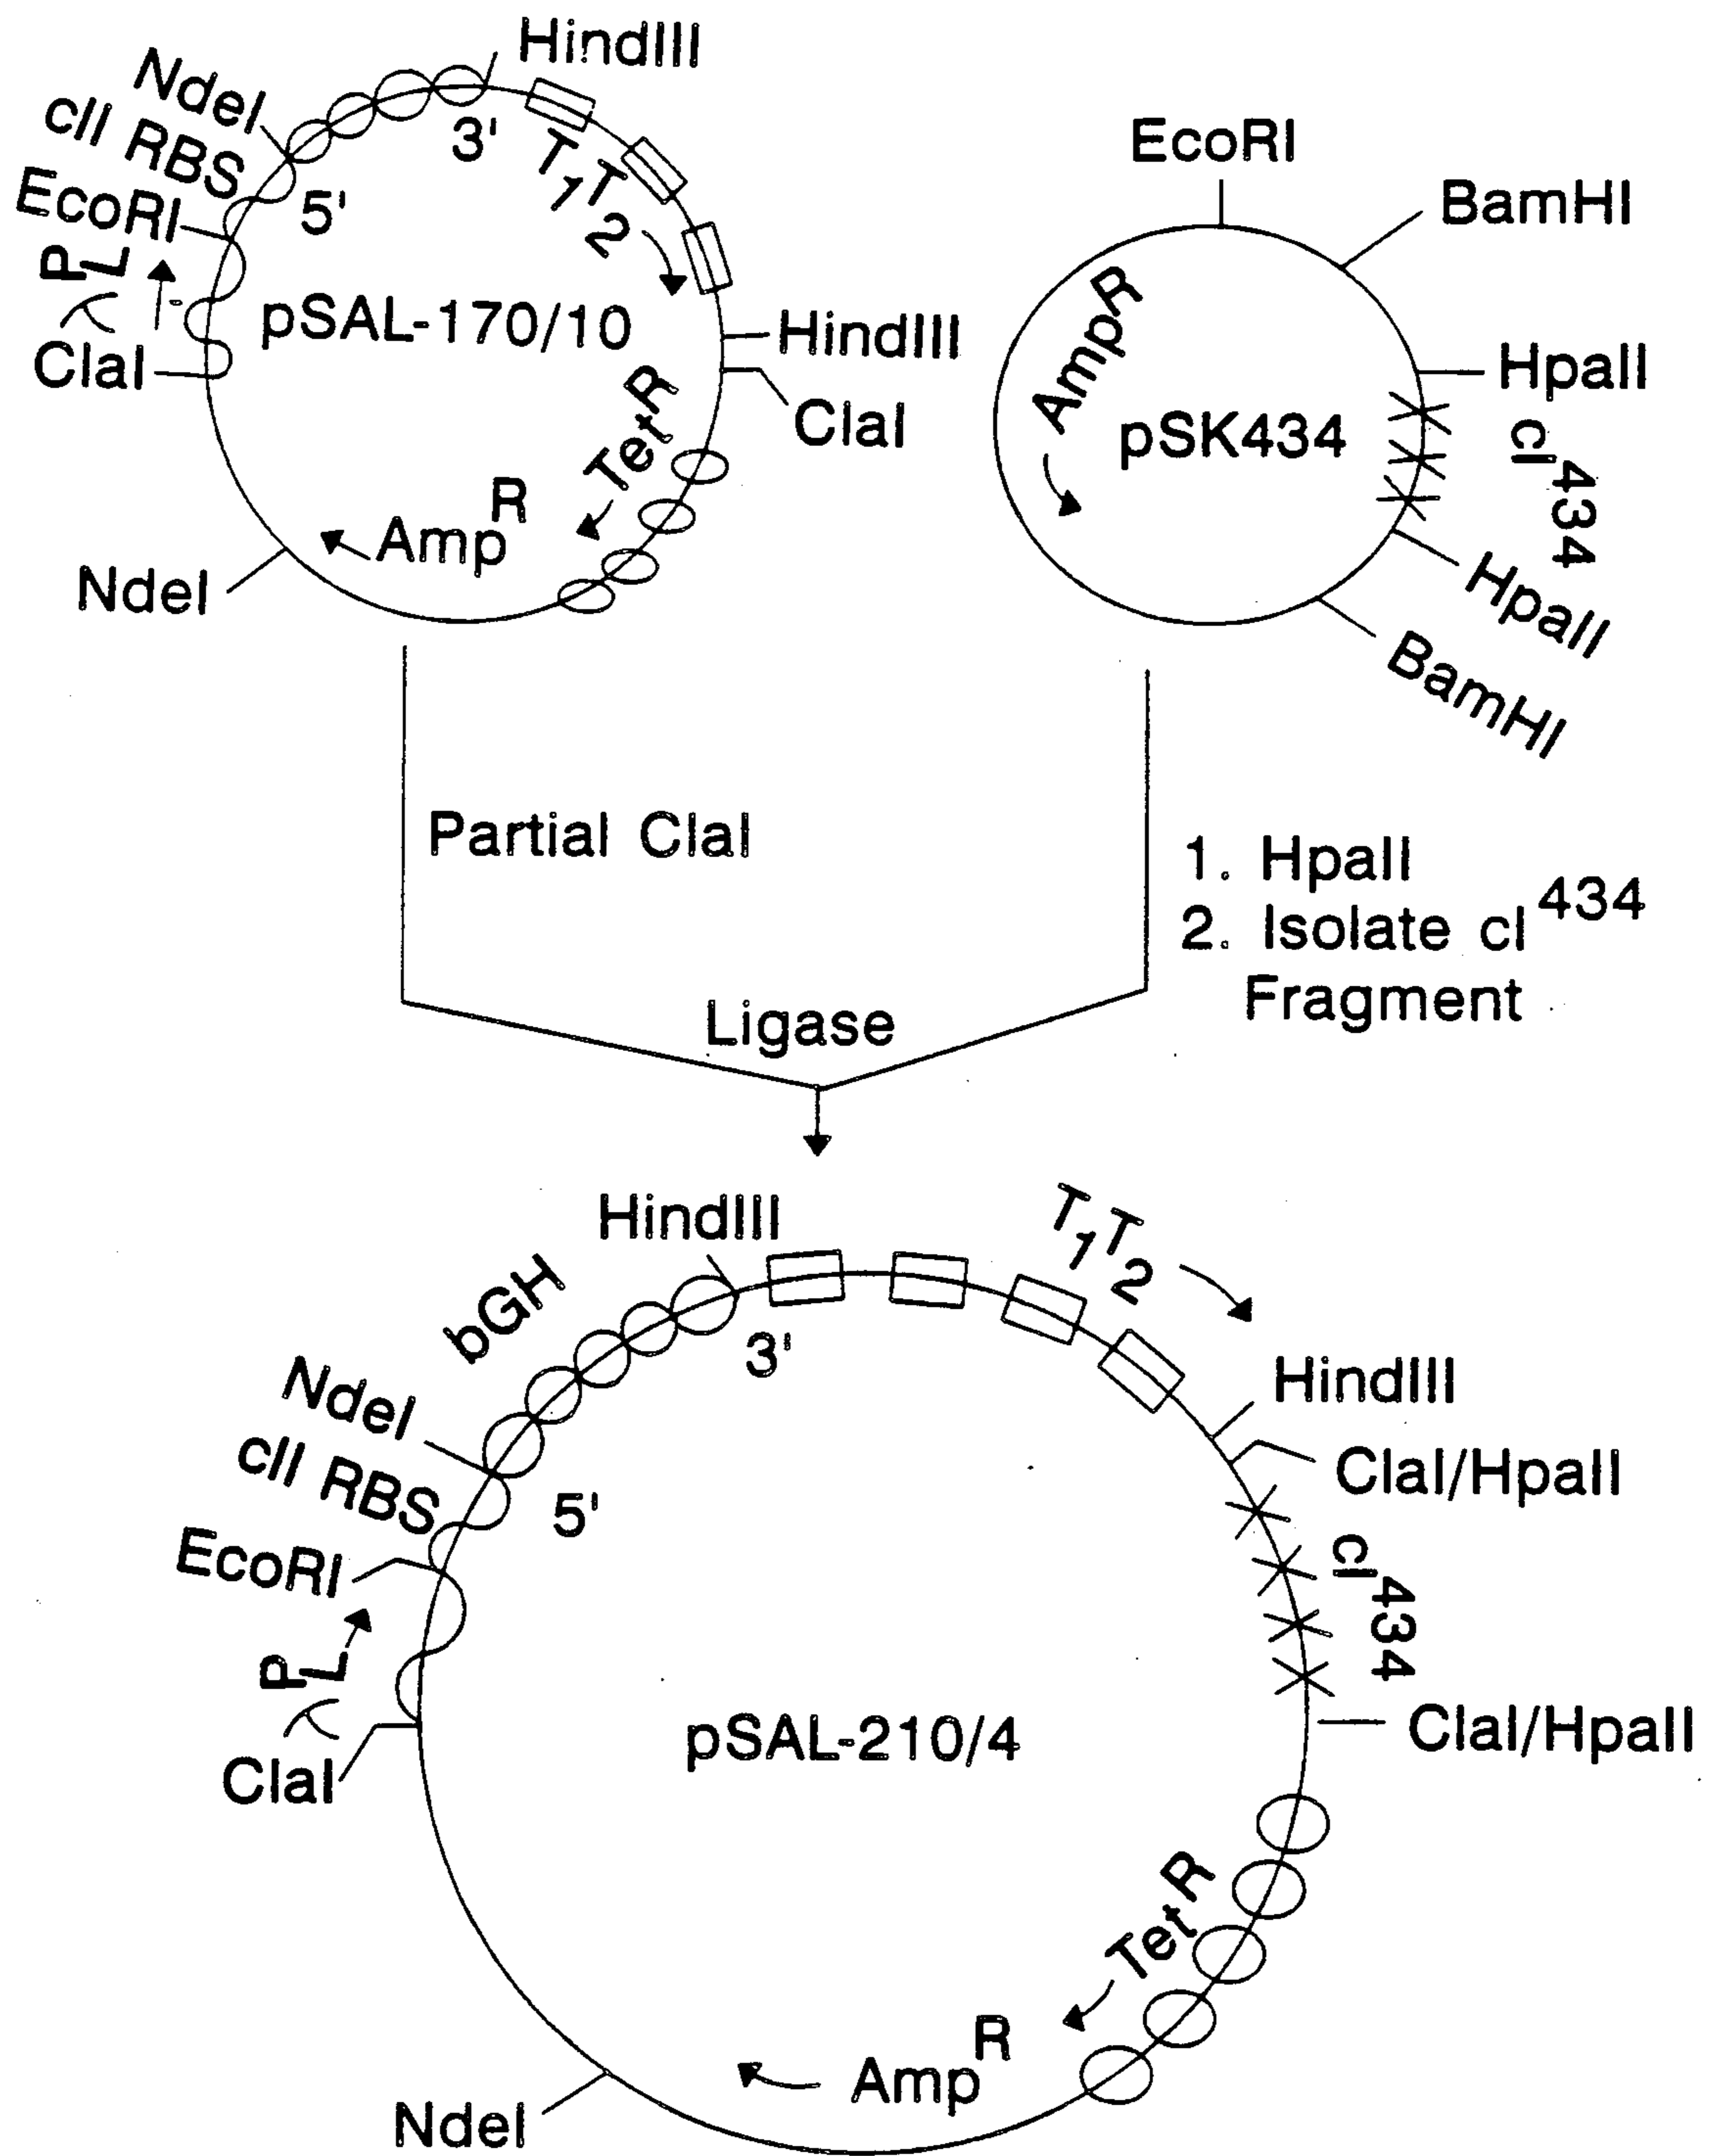 HindIII
NdeI
cII RBS
EcoRI
λ PL
ClaI
3'
5'
T1T2
pSAL-170/10
HindIII
ClaI
TetR
AmpR
NdeI
EcoRI
BamHI
AmpR
pSK434
HpaII
cI434
HpaII
BamHI
Partial ClaI
1. HpaII
2. Isolate cI434
Fragment
Ligase
HindIII
T1T2
bGH
3'
NdeI
cII RBS
5'
EcoRI
λ PL
ClaI
HindIII
ClaI/HpaII
cI434
ClaI/HpaII
pSAL-210/4
TetR
AmpR
NdeI